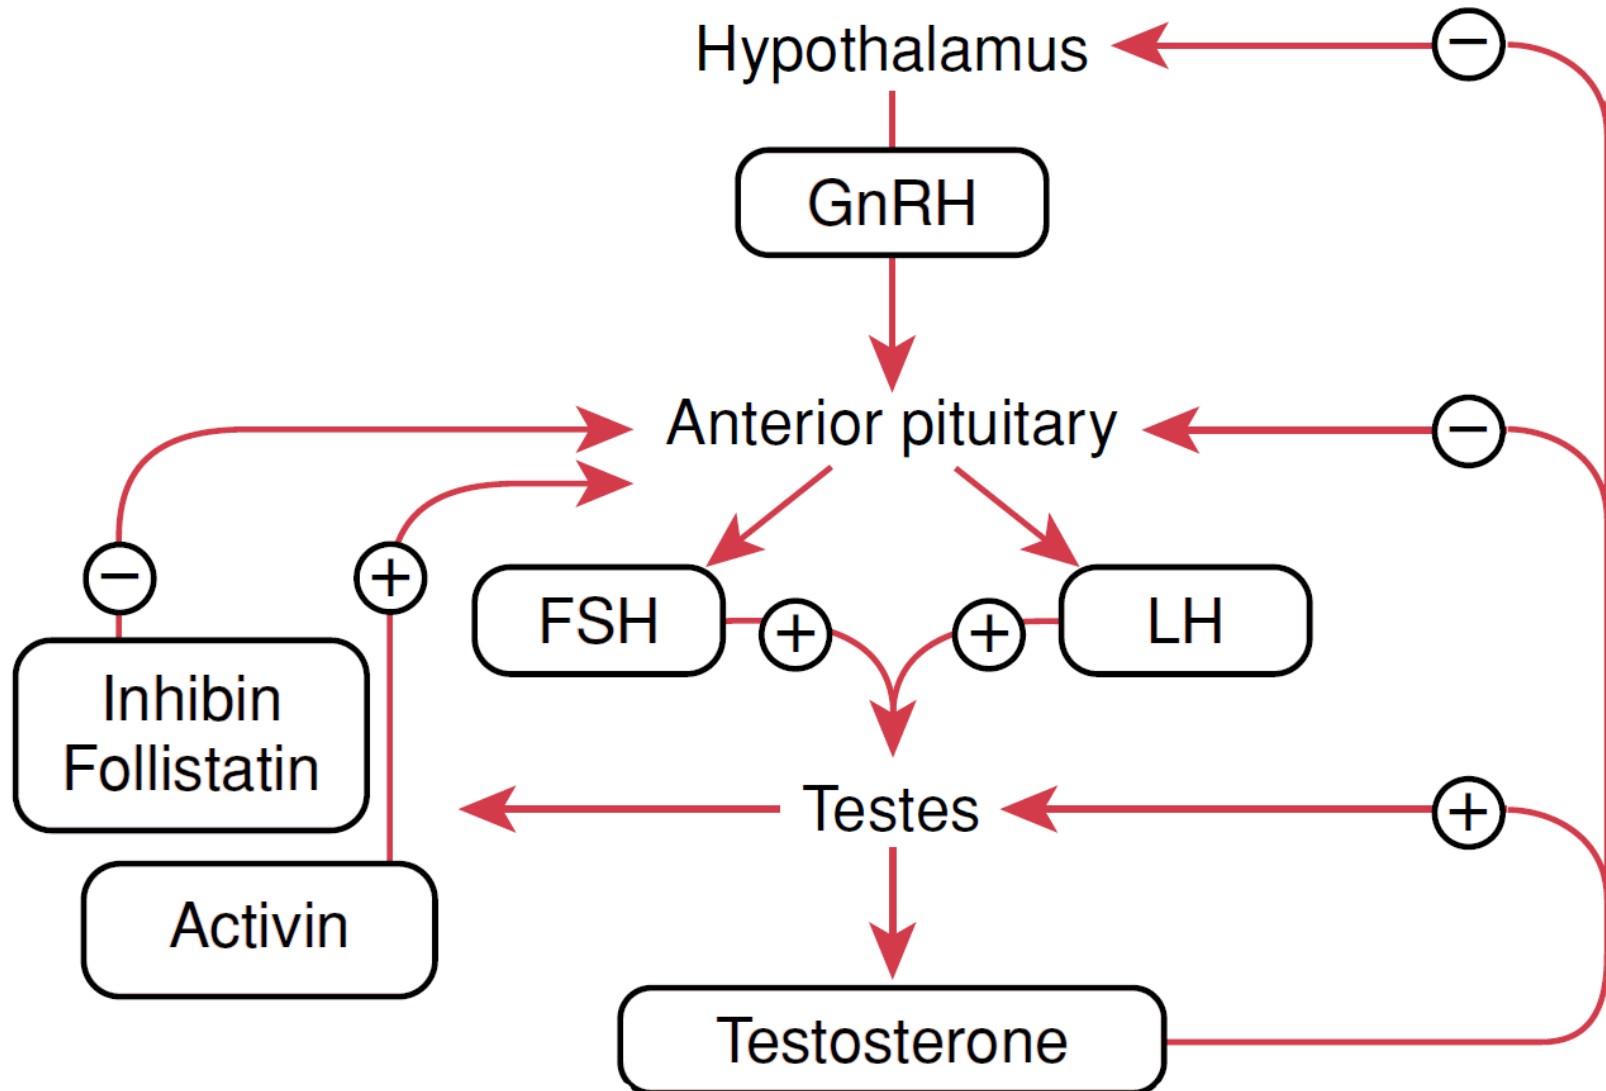 Hypothalamus
−
GnRH
Anterior pituitary
−
−
+
FSH
+
+
LH
Inhibin
Follistatin
Testes
+
Activin
Testosterone